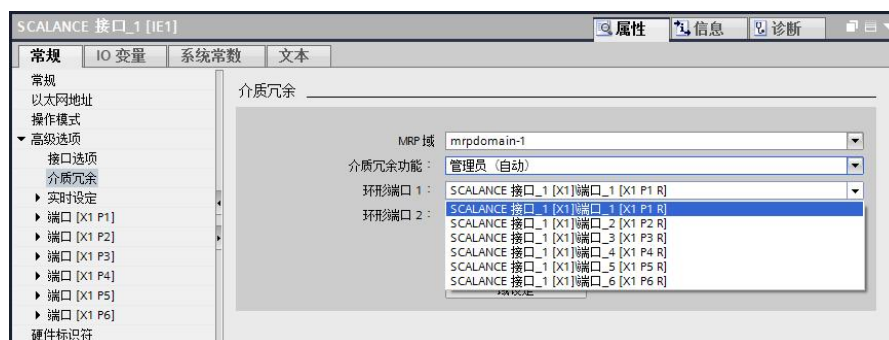 SCALANCE 接口_1 [IE1]
属性 信息 诊断
常规 IO 变量 系统常数 文本
常规
以太网地址
操作模式
高级选项
接口选项
介质冗余
实时设定
端口 [X1 P1]
端口 [X1 P2]
端口 [X1 P3]
端口 [X1 P4]
端口 [X1 P5]
端口 [X1 P6]
硬件标识符
介质冗余
MRP 域 mrpdomain-1
介质冗余功能: 管理员(自动)
环形端口 1: SCALANCE 接口_1 [X1]\端口_1 [X1 P1 R]
环形端口 2:
SCALANCE 接口_1 [X1]\端口_1 [X1 P1 R]
SCALANCE 接口_1 [X1]\端口_2 [X1 P2 R]
SCALANCE 接口_1 [X1]\端口_3 [X1 P3 R]
SCALANCE 接口_1 [X1]\端口_4 [X1 P4 R]
SCALANCE 接口_1 [X1]\端口_5 [X1 P5 R]
SCALANCE 接口_1 [X1]\端口_6 [X1 P6 R]